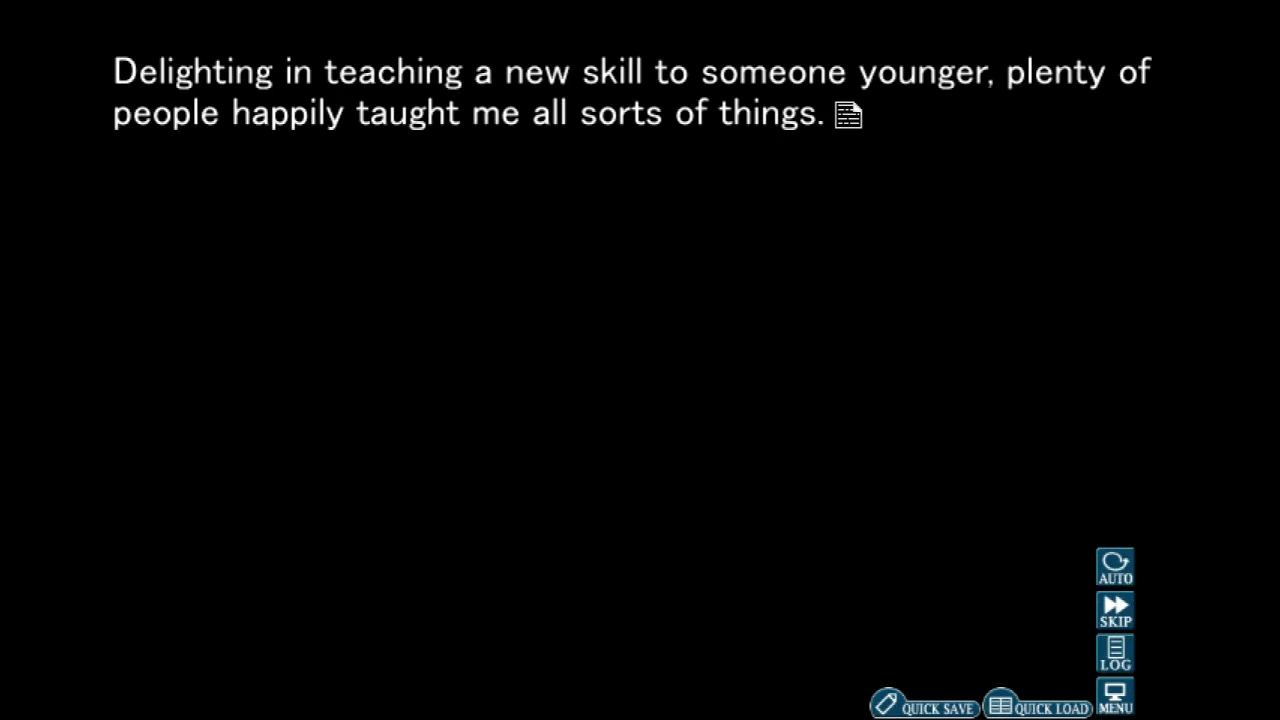 Delighting in teaching a new skill to someone younger, plenty of
people happily taught me all sorts of things.
AUTO
SKIP
LOG
MENU
QUICK SAVE
QUICK LOAD